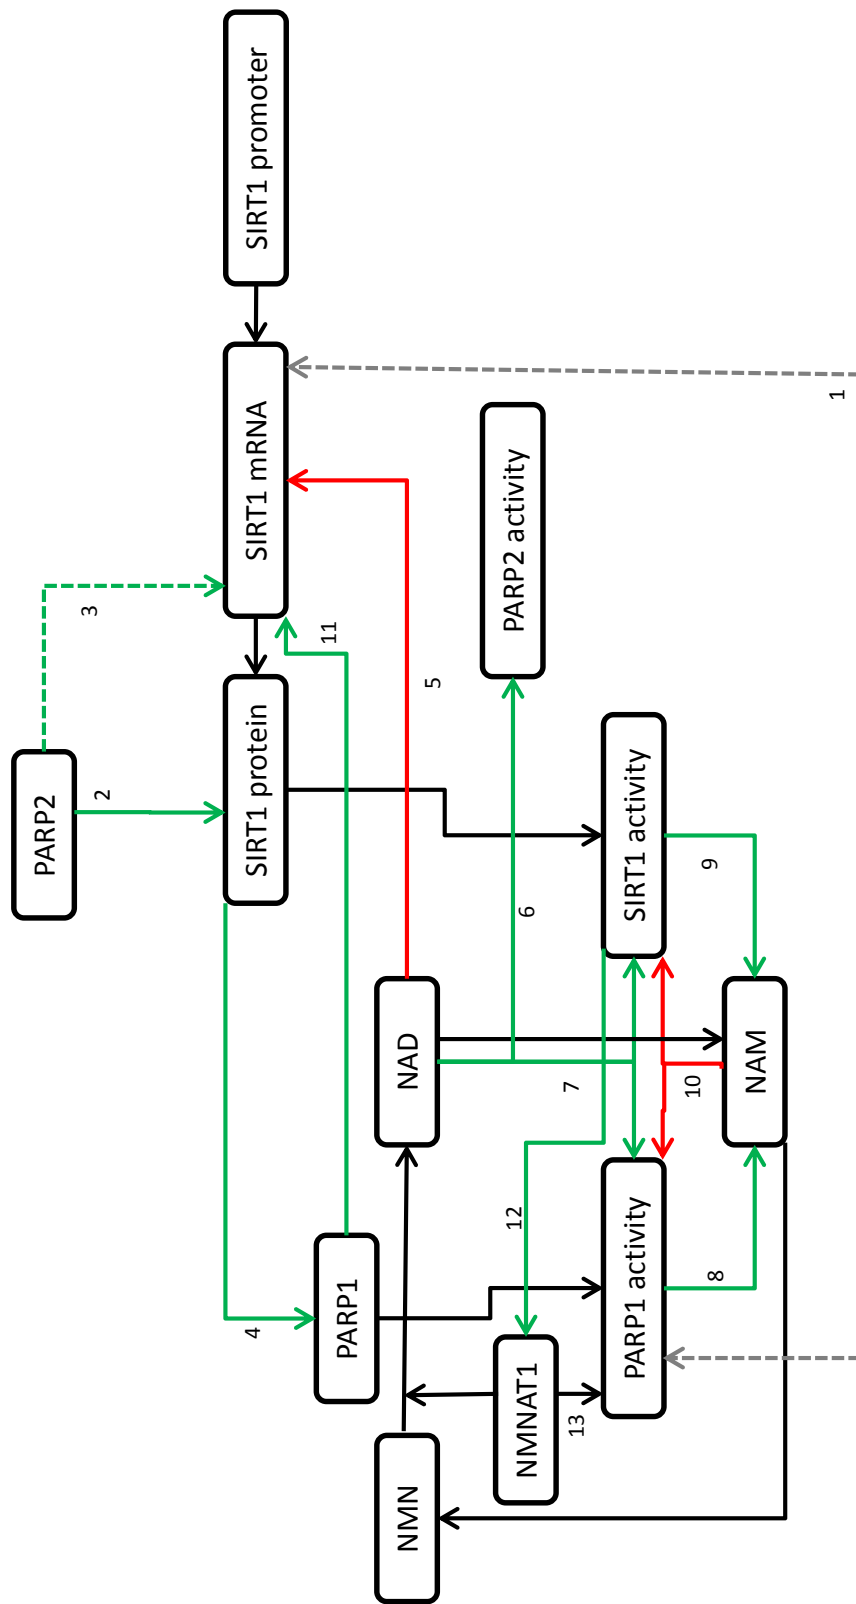 PARP2
SIRT1 promoter
SIRT1 mRNA
SIRT1 protein
PARP1
NAD
NMN
PARP2 activity
NMNAT1
SIRT1 activity
PARP1 activity
NAM
1
2
3
4
5
6
7
8
9
10
11
12
13